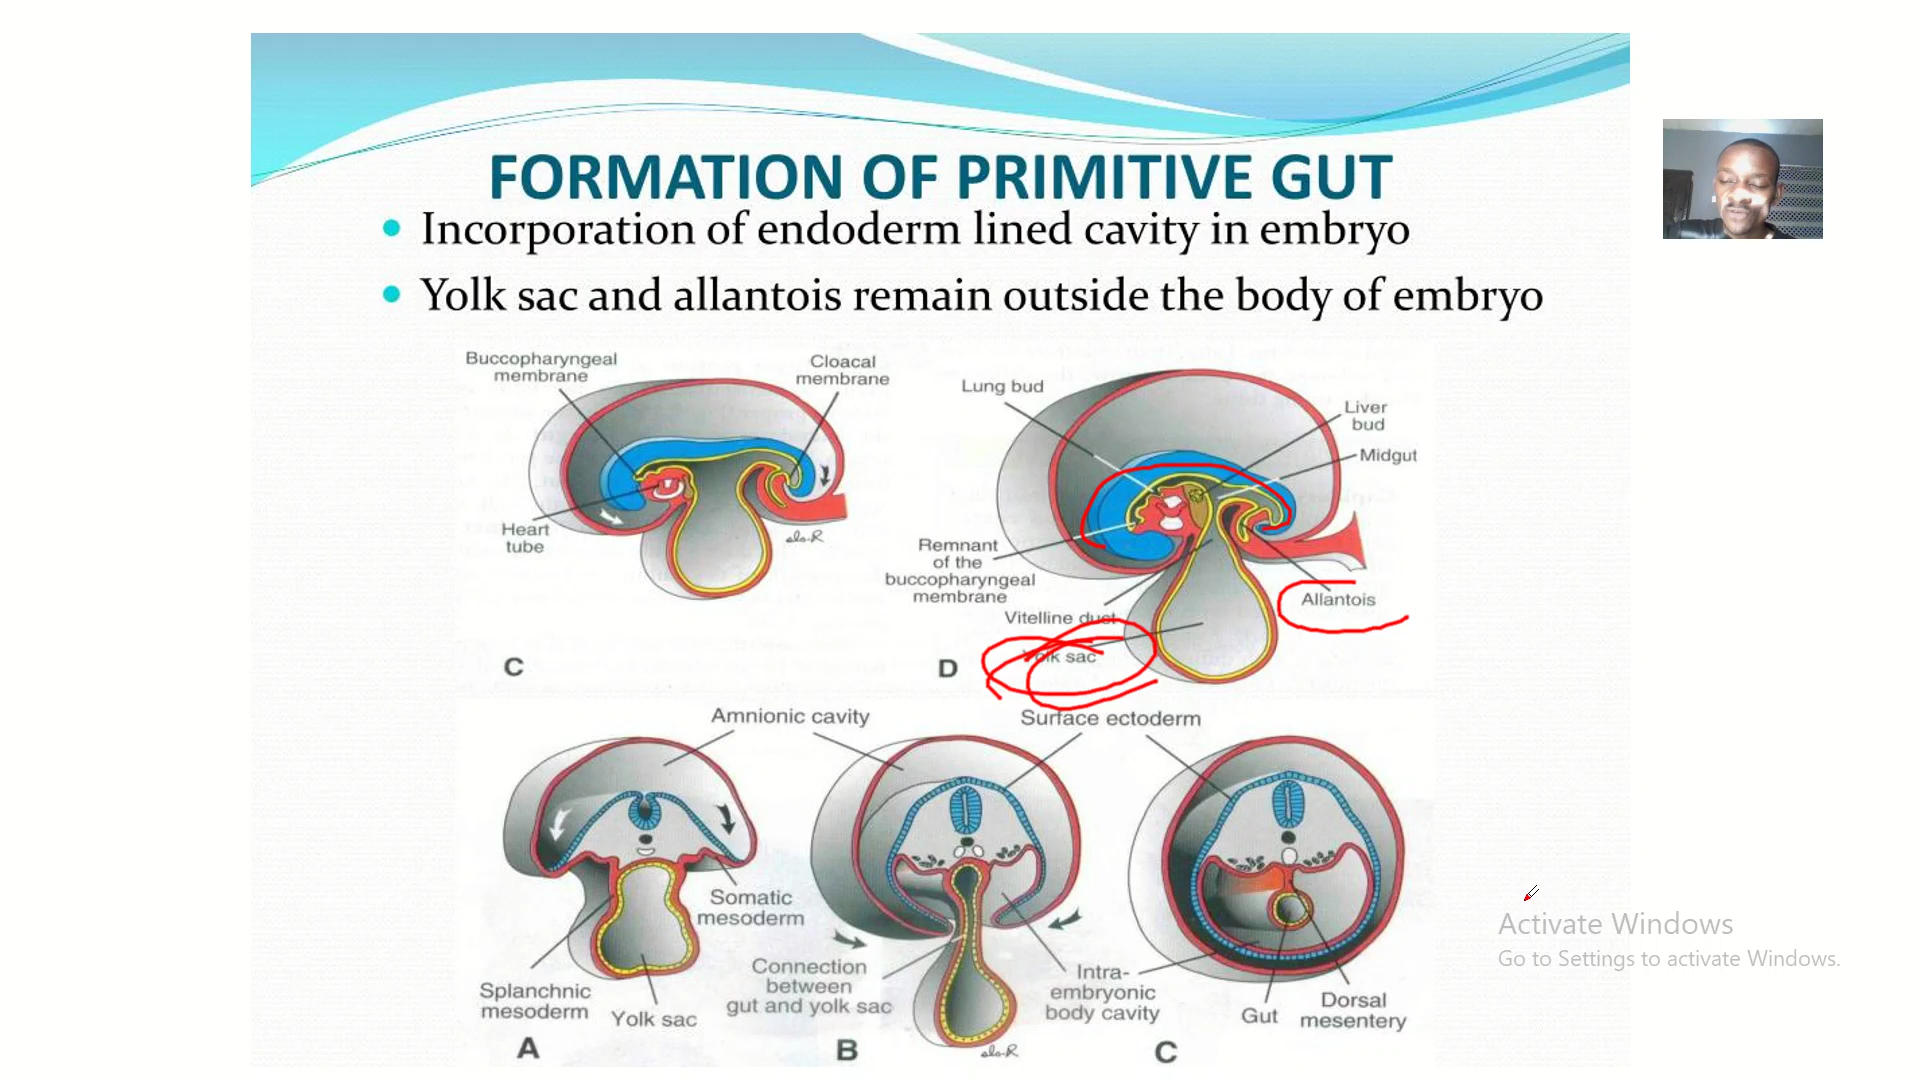 FORMATION OF PRIMITIVE GUT
• Incorporation of endoderm lined cavity in embryo
• Yolk sac and allantois remain outside the body of embryo
Buccopharyngeal
membrane
Cloacal
membrane
Heart
tube
als-R
C
Lung bud
Liver
bud
Midgut
Remnant
of the
buccopharyngeal
membrane
Vitelline duct
Yolk sac
Allantois
D
Amnionic cavity
Surface ectoderm
Somatic
mesoderm
Splanchnic
mesoderm
Yolk sac
A
Connection
between
gut and yolk sac
B
als-R
Intra-
embryonic
body cavity
Gut
Dorsal
mesentery
C
Activate Windows
Go to Settings to activate Windows.